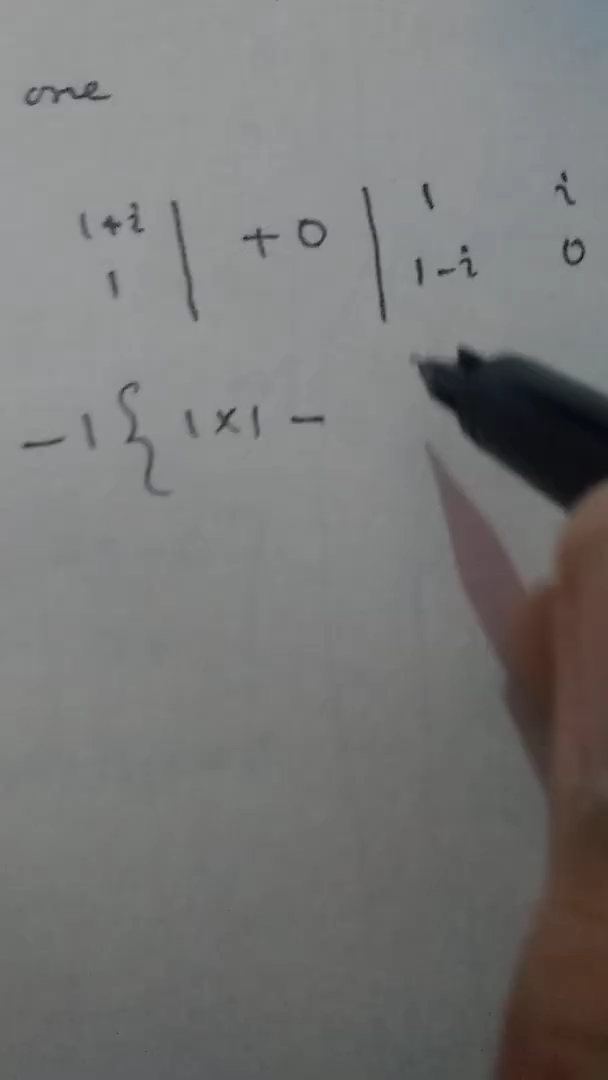 one
1+i | + 0 | 1 i
1 | | 1-i 0
-1 { 1×1 -